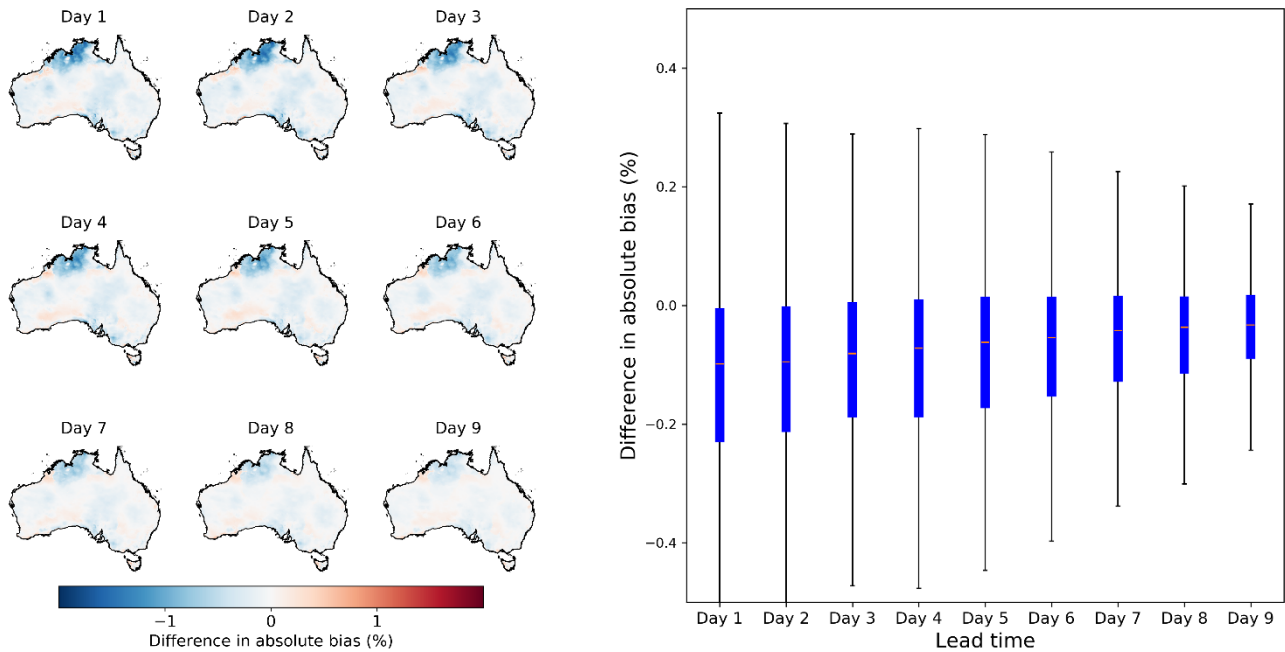 Day 1 Day 2 Day 3
Day 4 Day 5 Day 6
Day 7 Day 8 Day 9
−1 0 1
Difference in absolute bias (%)
Difference in absolute bias (%)
0.4
0.2
0.0
−0.2
−0.4
Day 1 Day 2 Day 3 Day 4 Day 5 Day 6 Day 7 Day 8 Day 9
Lead time